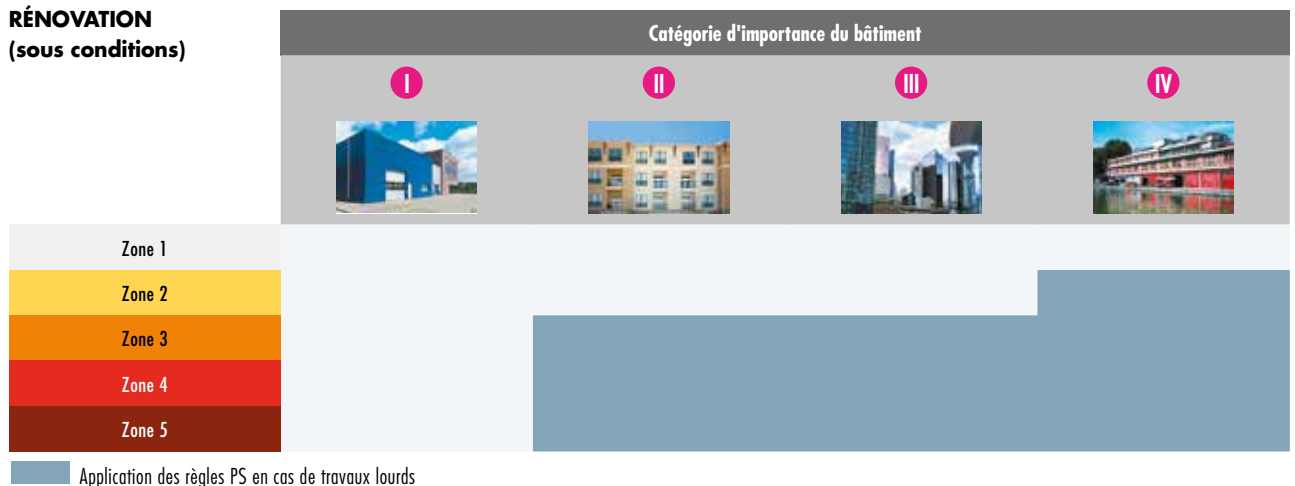 RÉNOVATION
(sous conditions)
Catégorie d'importance du bâtiment
I II III IV
Zone 1
Zone 2
Zone 3
Zone 4
Zone 5
Application des règles PS en cas de travaux lourds